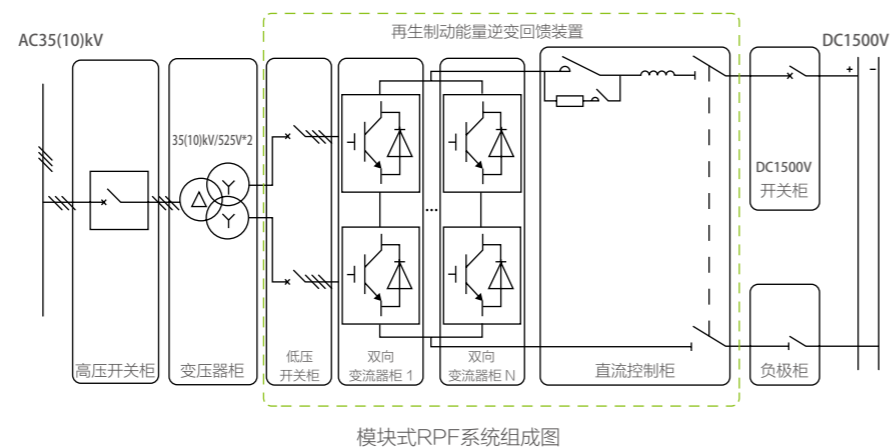 再生制动能量逆变回馈装置
AC35(10)kV
DC1500V
+
−
35(10)kV/525V*2
Y
Δ
Y
...
DC1500V
开关柜
高压开关柜
变压器柜
低压
开关柜
双向
变流器柜 1
双向
变流器柜 N
直流控制柜
负极柜
模块式RPF系统组成图